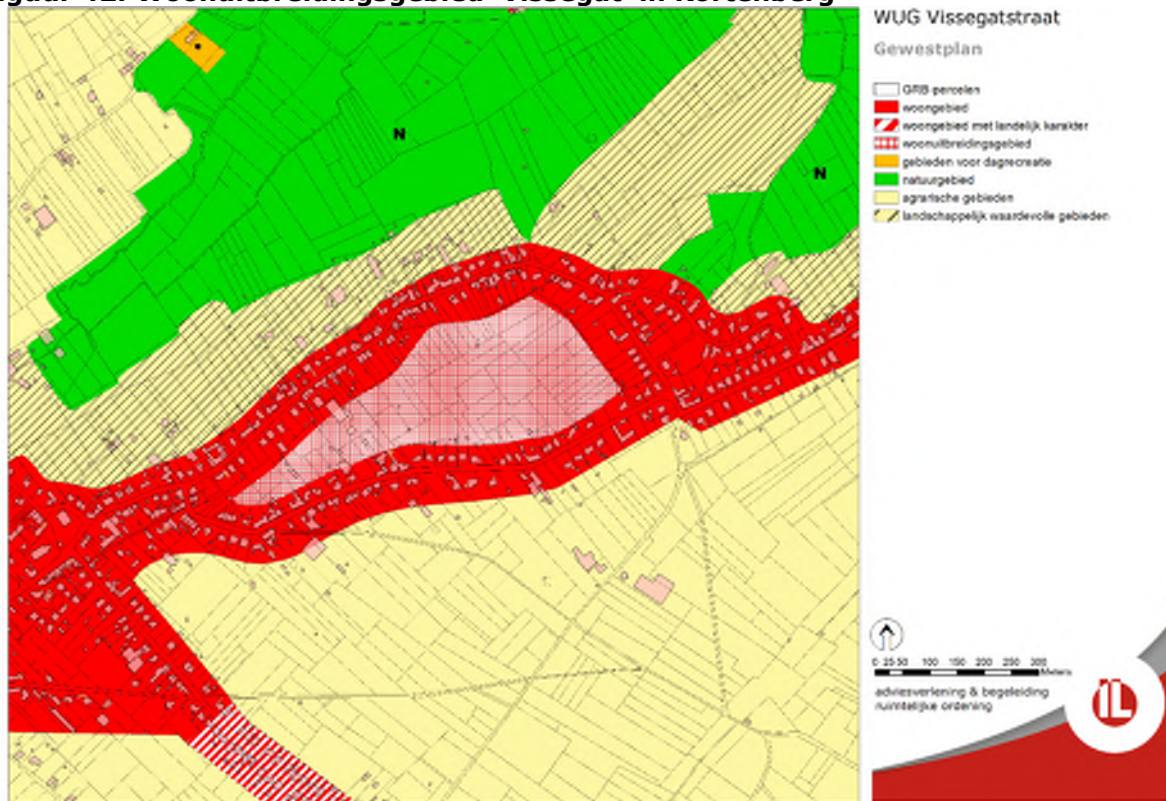 WUG Vissegatstraat
Gewestplan
GRB percelen
woongebied
woongebied met landelijk karakter
woonuitbreidingsgebied
gebieden voor dagrecreatie
natuurgebied
agrarische gebieden
landschappelijk waardevolle gebieden
N
N
0 25 50 100 150 200 250 300
Meters
adviesverlening & begeleiding
ruimtelijke ordening
IL